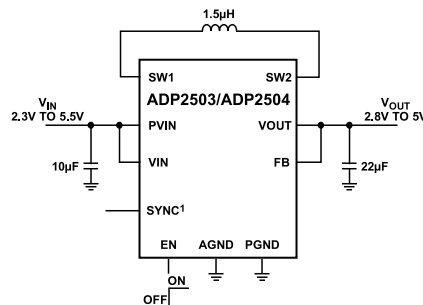 1.5µH
SW1
SW2
ADP2503/ADP2504
VIN
2.3V TO 5.5V
PVIN
VOUT
VOUT
2.8V TO 5V
VIN
FB
10µF
22µF
SYNC1
EN
AGND
PGND
ON
OFF